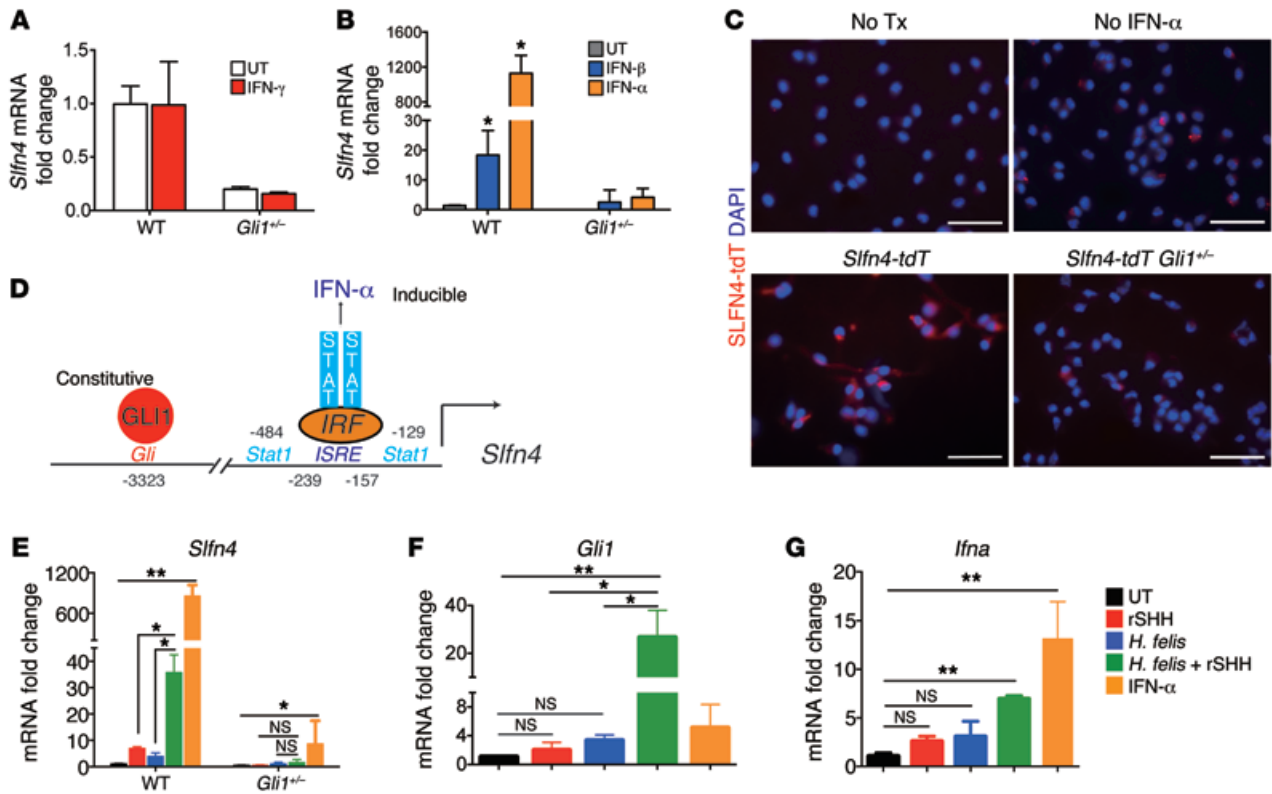 A
Slfn4 mRNA
fold change
1.5
1.0
0.5
0.0
UT
IFN-γ
WT
Gli1+/–
B
Slfn4 mRNA
fold change
1600
1200
800
30
20
10
0
*
*
UT
IFN-β
IFN-α
WT
Gli1+/–
C
SLFN4-tdT DAPI
No Tx
No IFN-α
Slfn4-tdT
Slfn4-tdT Gli1+/–
D
IFN-α
Inducible
STAT
STAT
Constitutive
GLI1
IRF
-484
-129
Gli
Stat1
ISRE
Stat1
Slfn4
-3323
-239
-157
E
Slfn4
mRNA fold change
1200
600
40
30
20
10
0
**
*
*
*
NS
NS
WT
Gli1+/–
F
Gli1
mRNA fold change
40
20
8
4
0
**
*
*
NS
NS
G
Ifna
mRNA fold change
20
15
10
5
0
**
**
NS
NS
UT
rSHH
H. felis
H. felis + rSHH
IFN-α